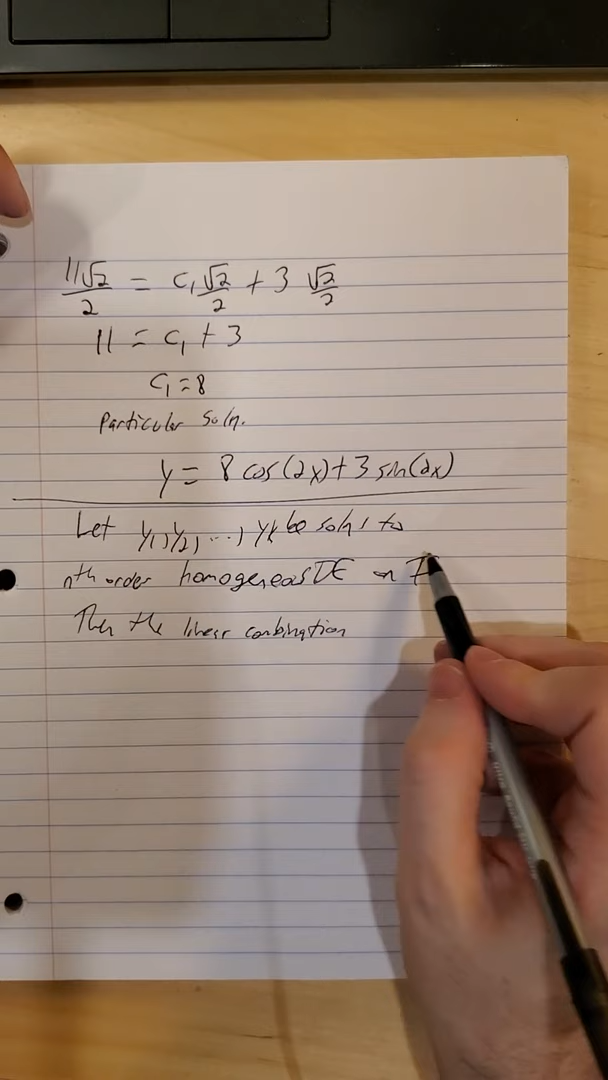 11√2/2 = c₁ √2/2 + 3 √2/2
11 = c₁ + 3
c₁ = 8
Particular soln.
y = 8 cos(2x) + 3 sin(2x)
Let y₁, y₂, ..., yₖ be solns to
nth order homogeneous DE on I
Then the linear combination